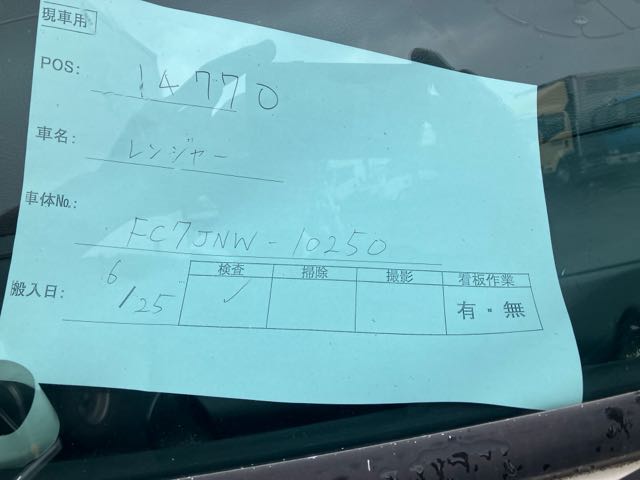 現車用
POS: 14770
車名: レンジャー
車体No.: FC7JNW-10250
搬入日: 6/25
検査 掃除 撮影 看板作業
✓ 有・無